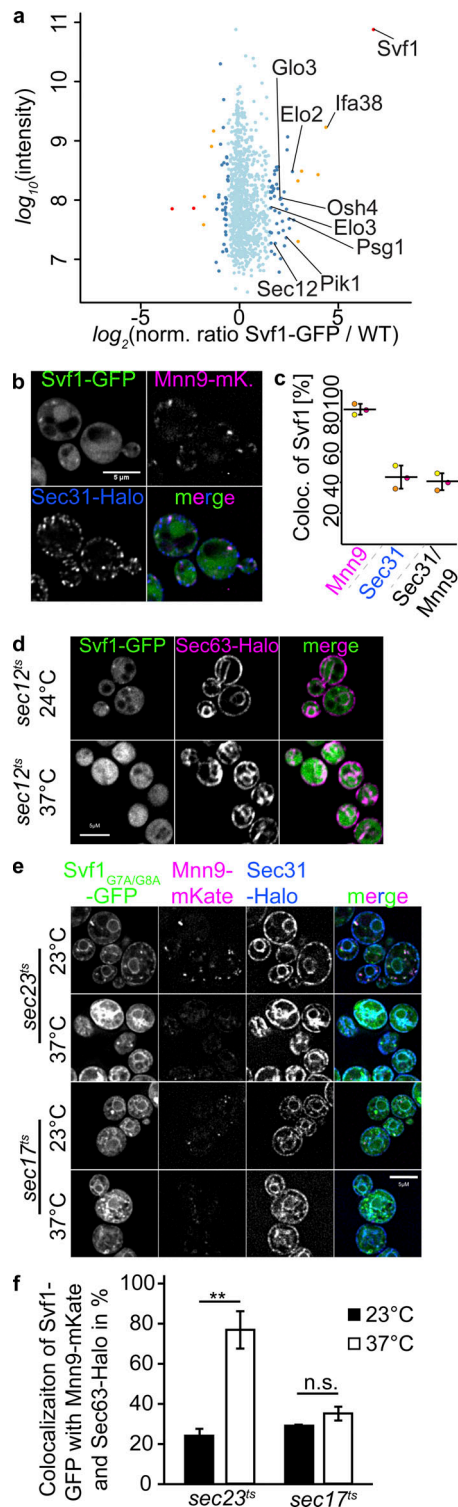 a
11
10
9
8
7
log10(intensity)
Svf1
Glo3
Elo2
Ifa38
Osh4
Elo3
Psg1
Sec12
Pik1
-5
0
5
log2(norm. ratio Svf1-GFP / WT)
b
Svf1-GFP
Mnn9-mK.
5 µm
Sec31-Halo
merge
c
Coloc. of Svf1 [%]
20 40 60 80 100
Mnn9
Sec31
Sec31/
Mnn9
d
Svf1-GFP
Sec63-Halo
merge
sec12ts
24°C
sec12ts
37°C
5µM
e
Svf1G7A/G8A
-GFP
Mnn9-
mKate
Sec31
-Halo
merge
sec23ts
23°C
37°C
sec17ts
23°C
37°C
5µM
f
Colocalizaiton of Svf1-
GFP with Mnn9-mKate
and Sec63-Halo in %
100
80
60
40
20
0
**
n.s.
23°C
37°C
sec23ts
sec17ts